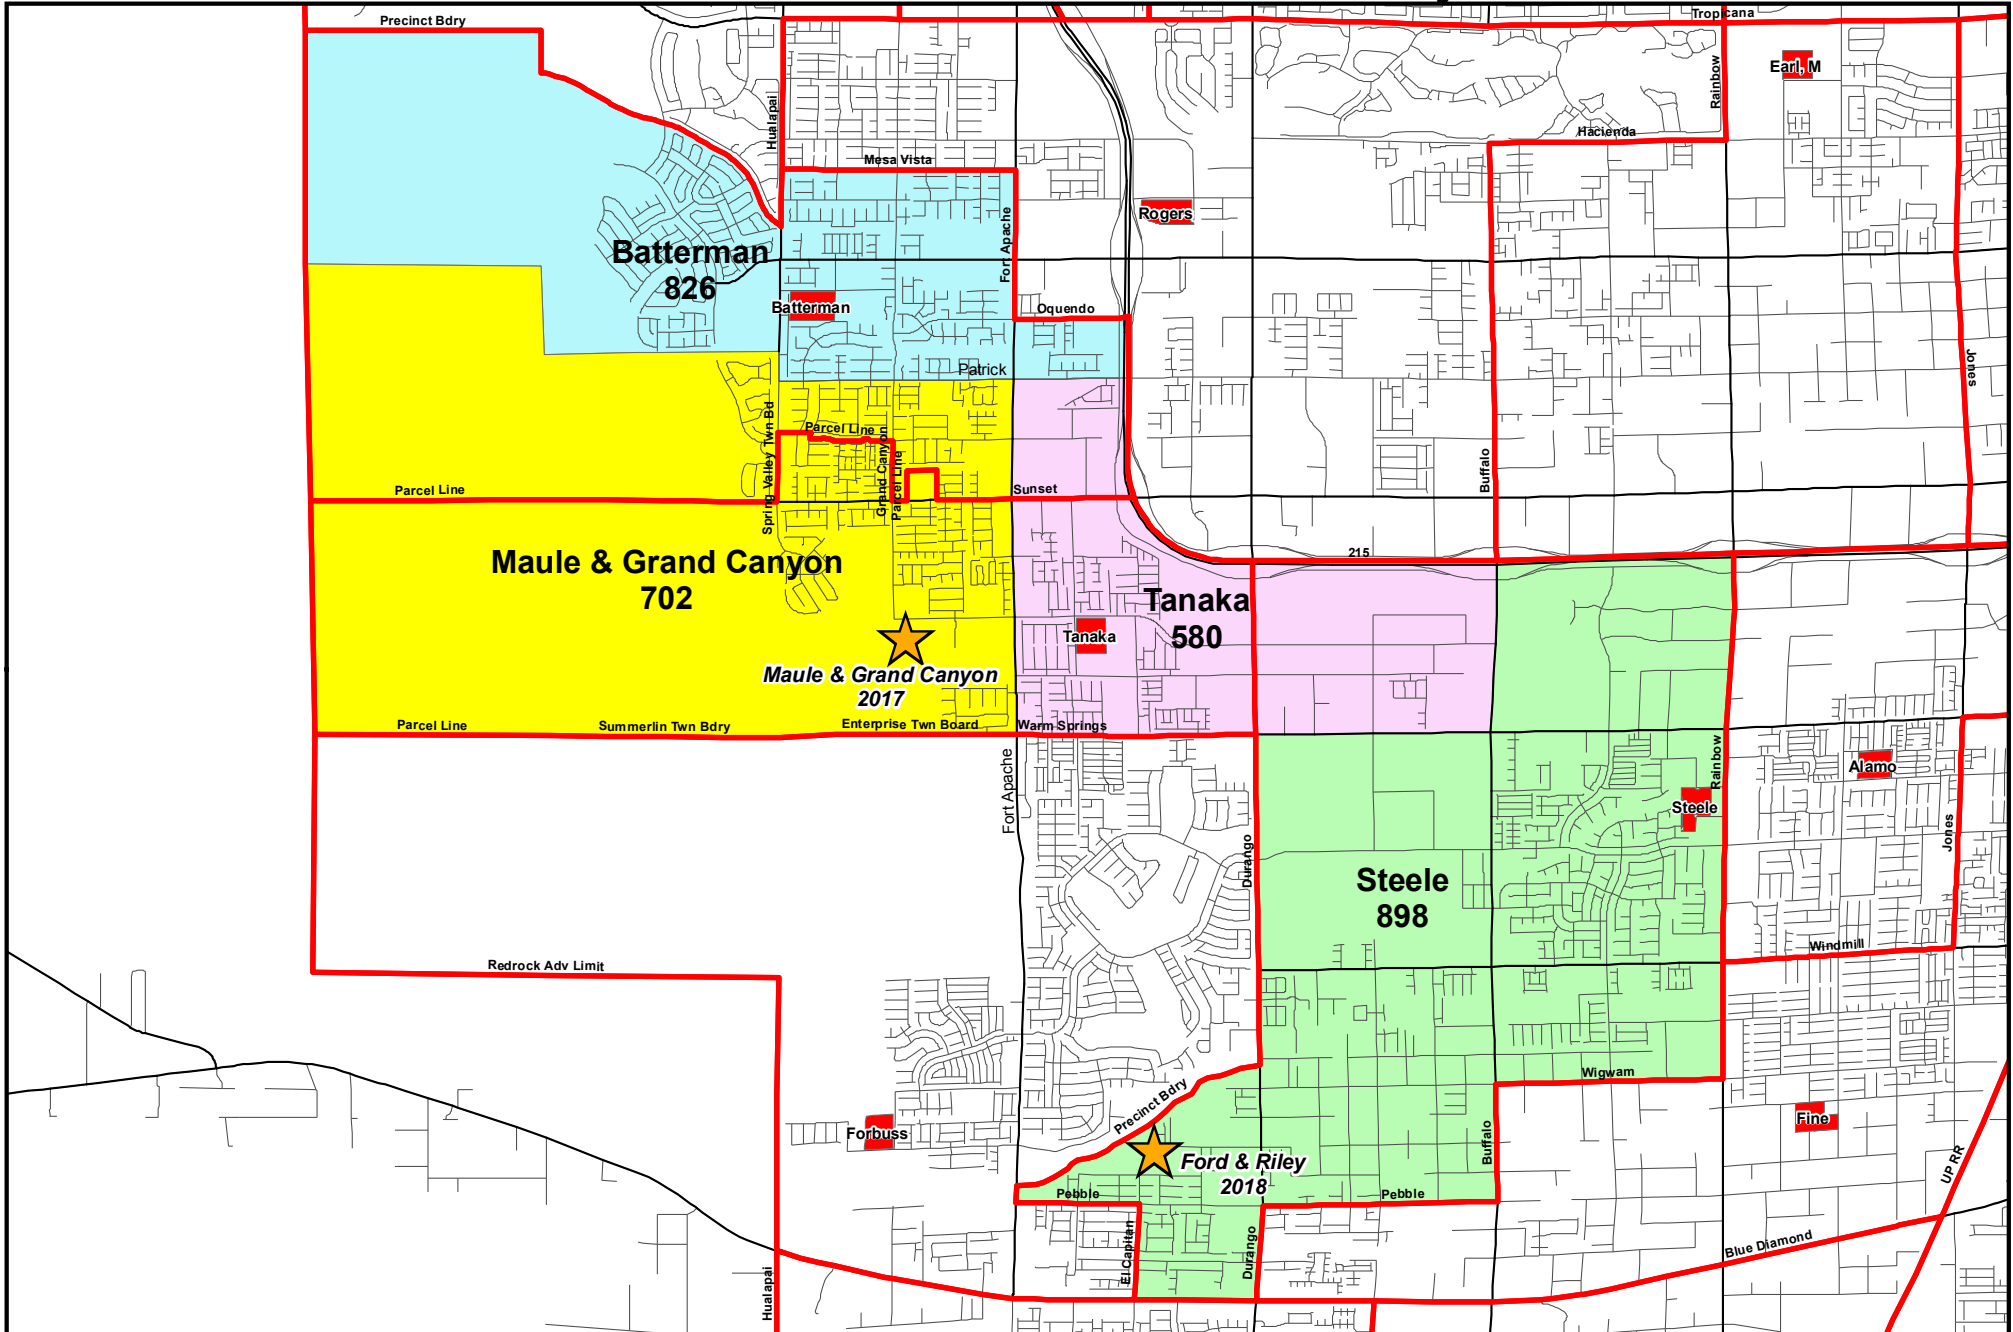 Precinct Bdry
Tropicana
Hualapai
Rainbow
Earl, M
Hacienda
Mesa Vista
Fort Apache
Rogers
Batterman
826
Batterman
Oquendo
Patrick
Jones
Spring Valley Twn Bd
Parcel Line
Grand Canyon
Parcel Line
Buffalo
Parcel Line
Sunset
215
Maule & Grand Canyon
702
Tanaka
580
Tanaka
Maule & Grand Canyon
2017
Parcel Line
Summerlin Twn Bdry
Enterprise Twn Board
Warm Springs
Fort Apache
Rainbow
Alamo
Steele
Jones
Durango
Steele
898
Windmill
Redrock Adv Limit
Wigwam
Precinct Bdry
Forbuss
Fine
Buffalo
Ford & Riley
2018
UP RR
Pebble
Pebble
El Capitan
Durango
Blue Diamond
Hualapai